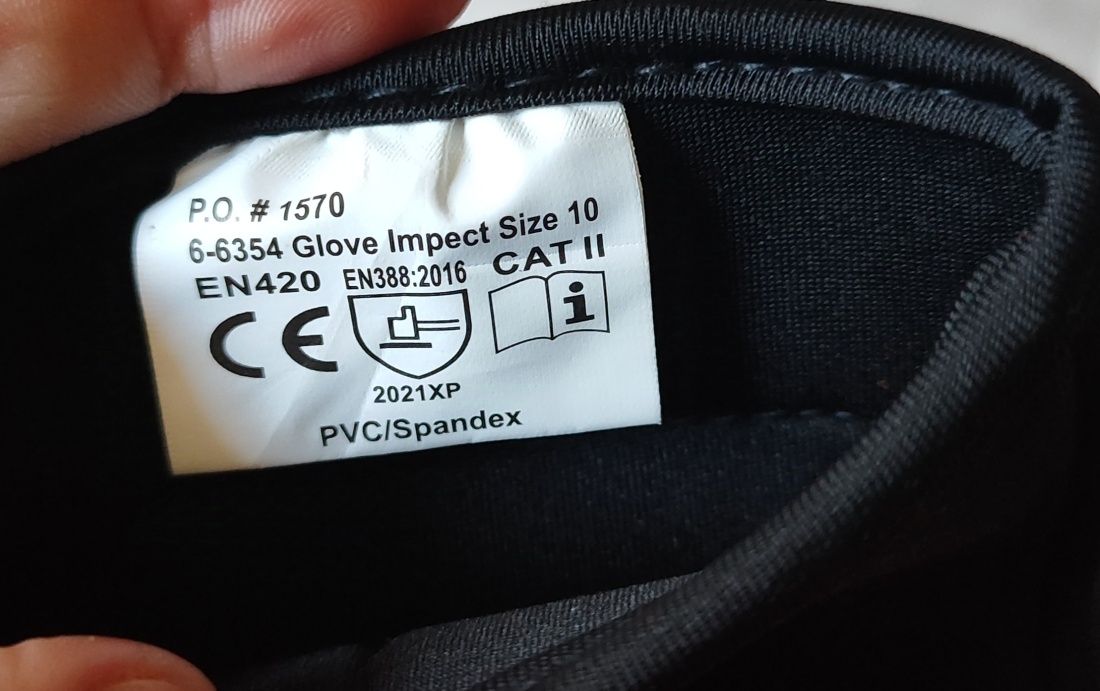 P.O. # 1570
6-6354 Glove Impect Size 10
EN420 EN388:2016 CAT II
CE i
2021XP
PVC/Spandex